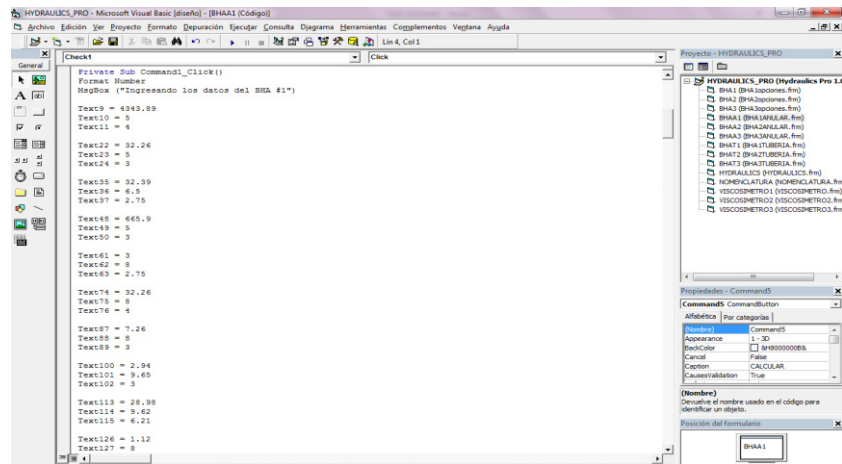 HYDRAULICS_PRO - Microsoft Visual Basic [diseño] - [BHAA1 (Código)]
Archivo Edición Ver Proyecto Formato Depuración Ejecutar Consulta Diagrama Herramientas Complementos Ventana Ayuda
Lin 4, Col 1
General
Check1
Click
Private Sub Command1_Click()
Format Number
MsgBox ("Ingresando los datos del BHA #1")
Text9 = 4343.89
Text10 = 5
Text11 = 4
Text22 = 32.26
Text23 = 5
Text24 = 3
Text35 = 32.39
Text36 = 6.5
Text37 = 2.75
Text48 = 665.9
Text49 = 5
Text50 = 3
Text61 = 3
Text62 = 8
Text63 = 2.75
Text74 = 32.26
Text75 = 8
Text76 = 4
Text87 = 7.26
Text88 = 8
Text89 = 3
Text100 = 2.94
Text101 = 9.65
Text102 = 3
Text113 = 28.98
Text114 = 9.62
Text115 = 6.21
Text126 = 1.12
Text127 = 8
Proyecto - HYDRAULICS_PRO
HYDRAULICS_PRO (Hydraulics Pro 1.0
BHA1 (BHA1opciones.frm)
BHA2 (BHA2opciones.frm)
BHA3 (BHA3opciones.frm)
BHAA1 (BHA1ANULAR.frm)
BHAA2 (BHA2ANULAR.frm)
BHAA3 (BHA3ANULAR.frm)
BHAT1 (BHA1TUBERIA.frm)
BHAT2 (BHA2TUBERIA.frm)
BHAT3 (BHA3TUBERIA.frm)
HYDRAULICS (HYDRAULICS.frm)
NOMENCLATURA (NOMENCLATURA.frm)
VISCOSIMETRO1 (VISCOSIMETRO.frm)
VISCOSIMETRO2 (VISCOSIMETRO2.frm)
VISCOSIMETRO3 (VISCOSIMETRO3.frm
Propiedades - Command5
Command5 CommandButton
Alfabética Por categorías
(Nombre) Command5
Appearance 1 - 3D
BackColor &H8000000B&
Cancel False
Caption CALCULAR
CausesValidation True
(Nombre)
Devuelve el nombre usado en el código para
identificar un objeto.
Posición del formulario
BHAA1